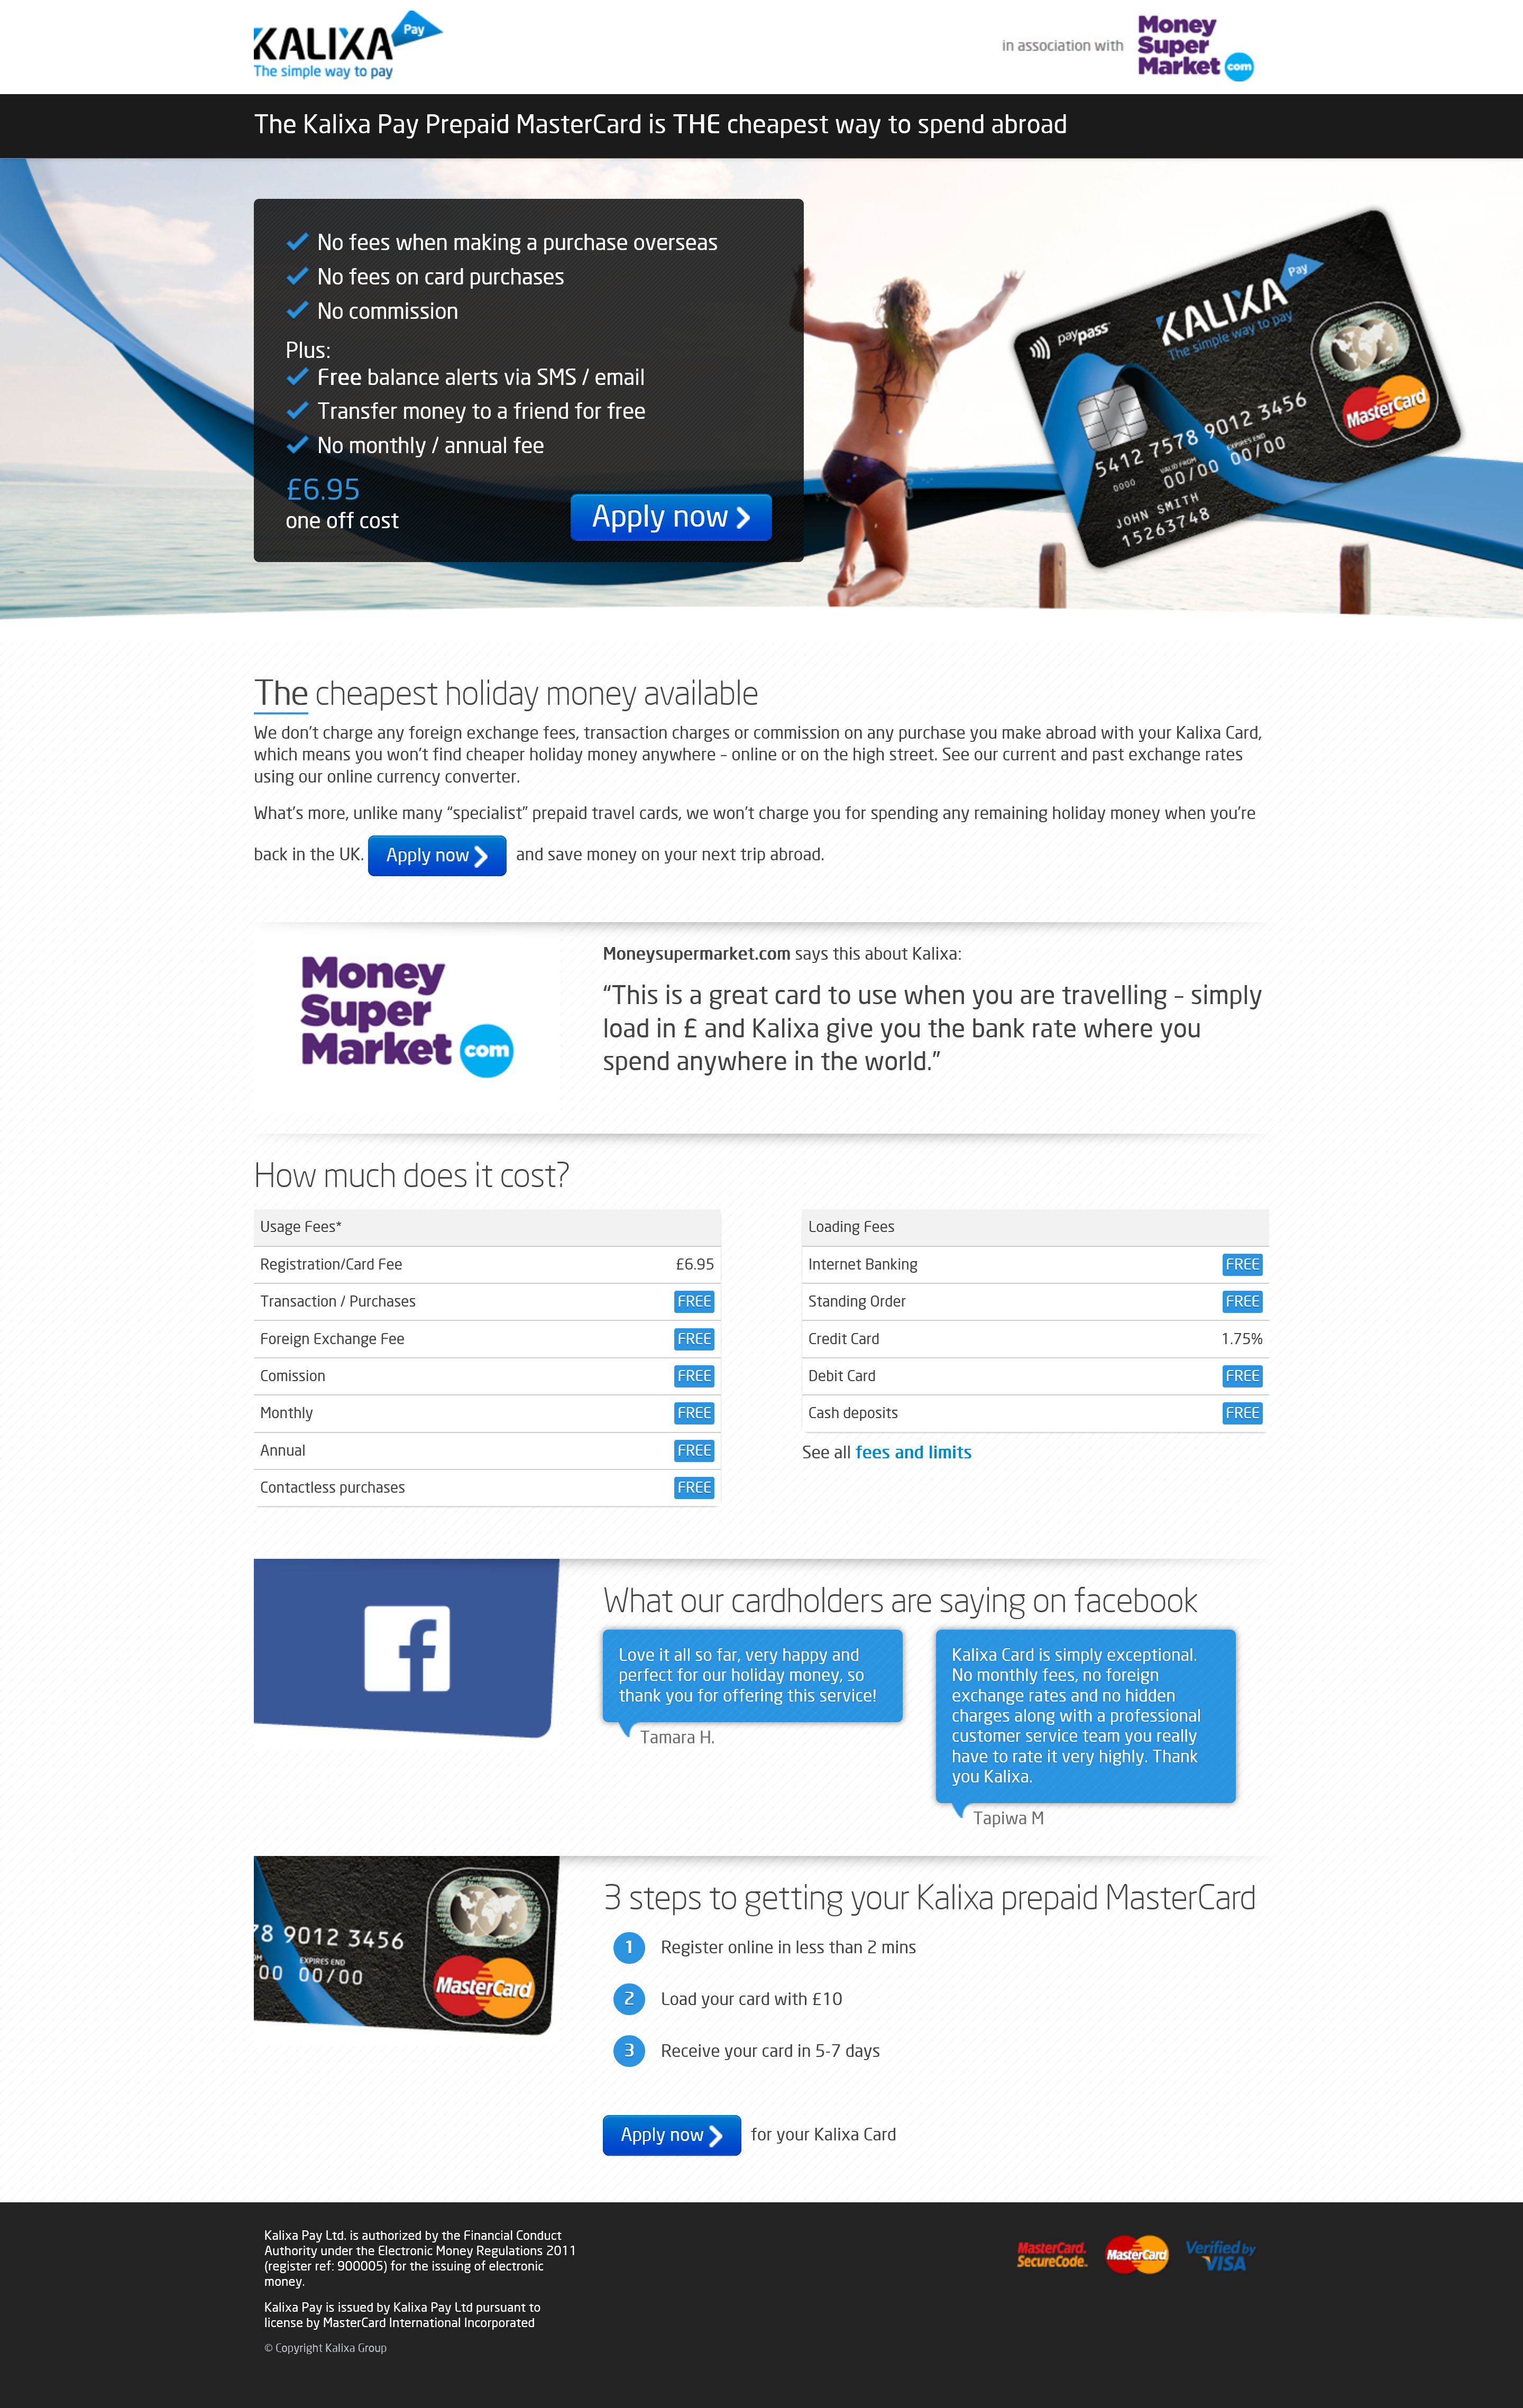 KALIXA Pay
The simple way to pay
in association with
Money
Super
Market com
The Kalixa Pay Prepaid MasterCard is THE cheapest way to spend abroad
No fees when making a purchase overseas
No fees on card purchases
No commission
Plus:
Free balance alerts via SMS / email
Transfer money to a friend for free
No monthly / annual fee
£6.95
one off cost
Apply now
paypass
KALIXA Pay
The simple way to pay
5412 7578 9012 3456
0000 VALID FROM 00/00 EXPIRES END 00/00
JOHN SMITH
15263748
MasterCard
The cheapest holiday money available
We don't charge any foreign exchange fees, transaction charges or commission on any purchase you make abroad with your Kalixa Card,
which means you won't find cheaper holiday money anywhere – online or on the high street. See our current and past exchange rates
using our online currency converter.
What's more, unlike many “specialist” prepaid travel cards, we won't charge you for spending any remaining holiday money when you're
back in the UK. Apply now and save money on your next trip abroad.
Money
Super
Market com
Moneysupermarket.com says this about Kalixa:
“This is a great card to use when you are travelling – simply
load in £ and Kalixa give you the bank rate where you
spend anywhere in the world.”
How much does it cost?
Usage Fees*
Registration/Card Fee £6.95
Transaction / Purchases FREE
Foreign Exchange Fee FREE
Comission FREE
Monthly FREE
Annual FREE
Contactless purchases FREE
Loading Fees
Internet Banking FREE
Standing Order FREE
Credit Card 1.75%
Debit Card FREE
Cash deposits FREE
See all fees and limits
f
What our cardholders are saying on facebook
Love it all so far, very happy and
perfect for our holiday money, so
thank you for offering this service!
Tamara H.
Kalixa Card is simply exceptional.
No monthly fees, no foreign
exchange rates and no hidden
charges along with a professional
customer service team you really
have to rate it very highly. Thank
you Kalixa.
Tapiwa M
78 9012 3456
EXPIRES END
00 00/00
MasterCard
3 steps to getting your Kalixa prepaid MasterCard
1 Register online in less than 2 mins
2 Load your card with £10
3 Receive your card in 5-7 days
Apply now for your Kalixa Card
Kalixa Pay Ltd. is authorized by the Financial Conduct
Authority under the Electronic Money Regulations 2011
(register ref: 900005) for the issuing of electronic
money.
Kalixa Pay is issued by Kalixa Pay Ltd pursuant to
license by MasterCard International Incorporated
© Copyright Kalixa Group
MasterCard.
SecureCode.
MasterCard
Verified by
VISA